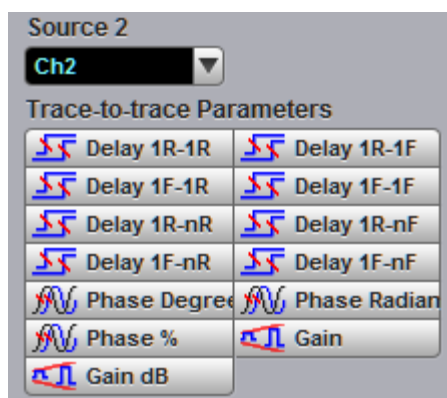 Source 2
Ch2
Trace-to-trace Parameters
Delay 1R-1R Delay 1R-1F
Delay 1F-1R Delay 1F-1F
Delay 1R-nR Delay 1R-nF
Delay 1F-nR Delay 1F-nF
Phase Degree Phase Radian
Phase % Gain
Gain dB